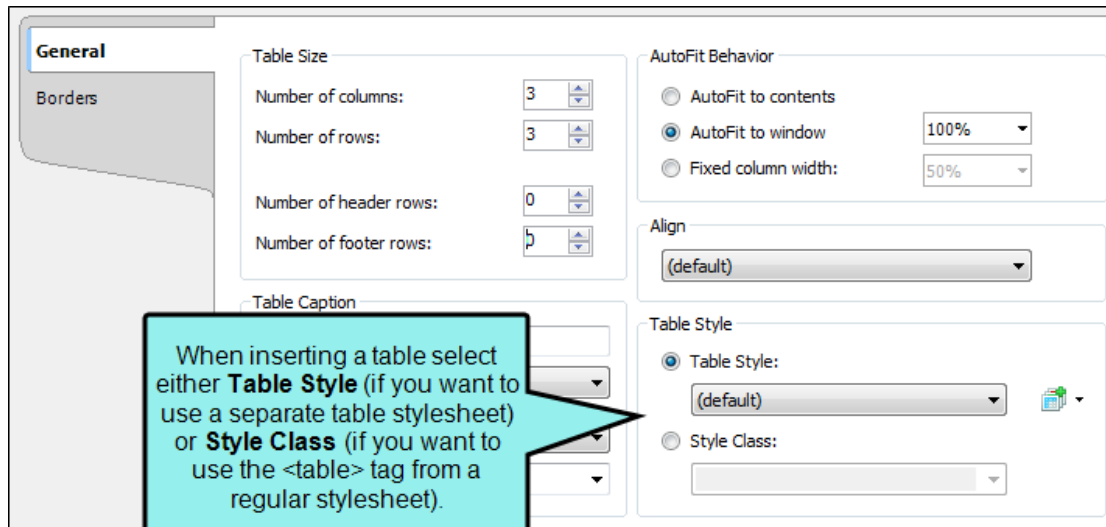 General
Borders
Table Size
Number of columns:
3
Number of rows:
3
Number of header rows:
0
Number of footer rows:
0
Table Caption
AutoFit Behavior
AutoFit to contents
AutoFit to window
100%
Fixed column width:
50%
Align
(default)
Table Style
Table Style:
(default)
Style Class:
When inserting a table select
either Table Style (if you want to
use a separate table stylesheet)
or Style Class (if you want to
use the <table> tag from a
regular stylesheet).